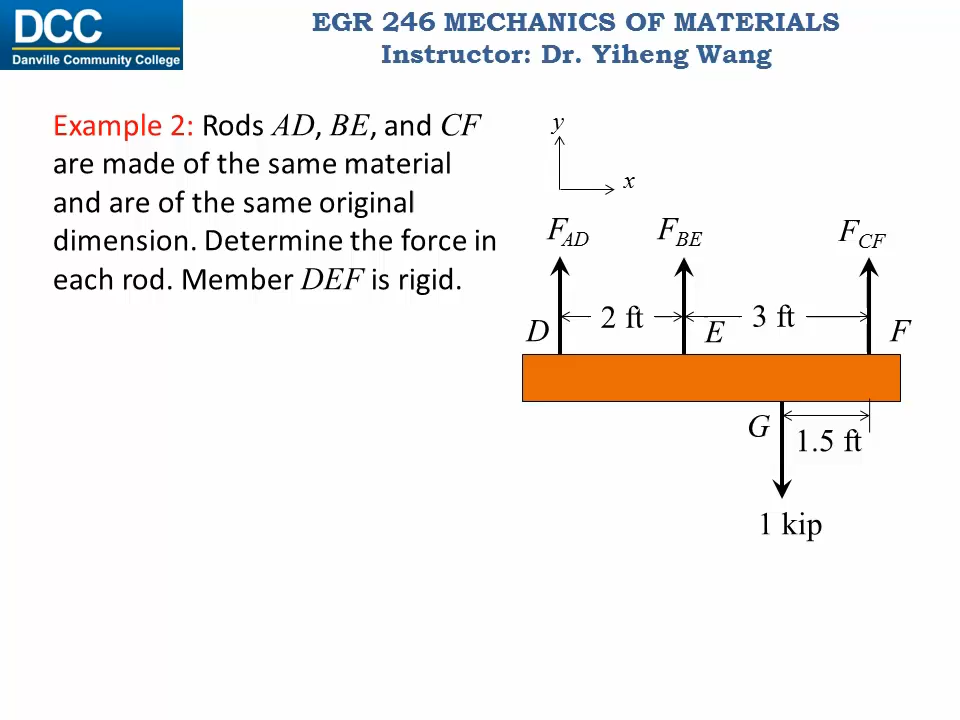 DCC
Danville Community College
EGR 246 MECHANICS OF MATERIALS
Instructor: Dr. Yiheng Wang
Example 2: Rods AD, BE, and CF
are made of the same material
and are of the same original
dimension. Determine the force in
each rod. Member DEF is rigid.
y
x
F_AD F_BE F_CF
2 ft 3 ft
D E F
G
1.5 ft
1 kip